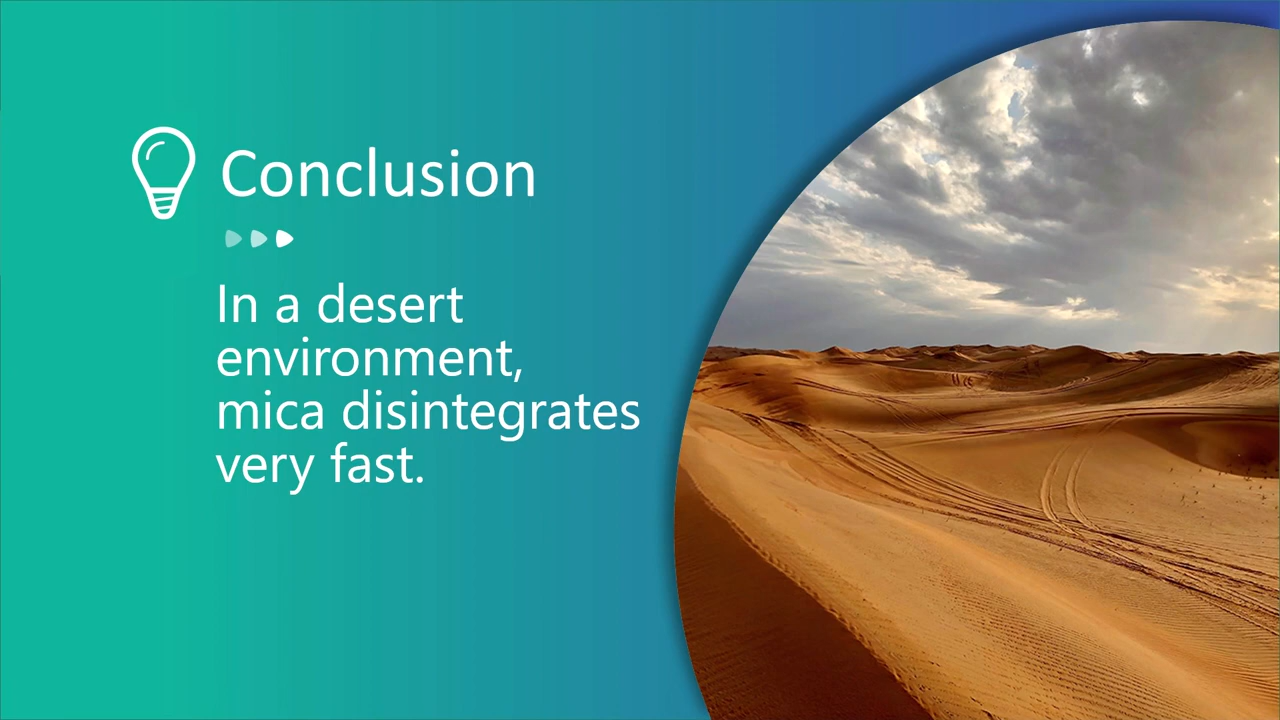 Conclusion
In a desert
environment,
mica disintegrates
very fast.